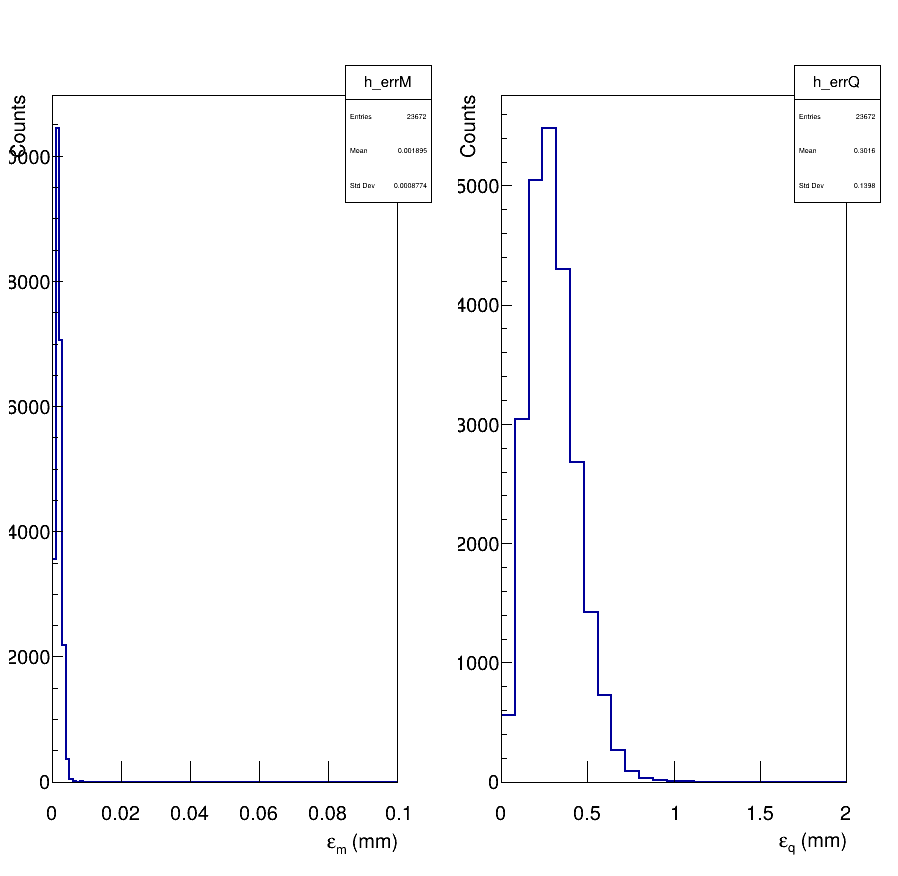 h_errM
Entries 23672
Mean 0.001895
Std Dev 0.0008774
Counts
8000
6000
4000
2000
0
0 0.02 0.04 0.06 0.08 0.1
εm (mm)
h_errQ
Entries 23672
Mean 0.3016
Std Dev 0.1398
Counts
5000
4000
3000
2000
1000
0
0 0.5 1 1.5 2
εq (mm)